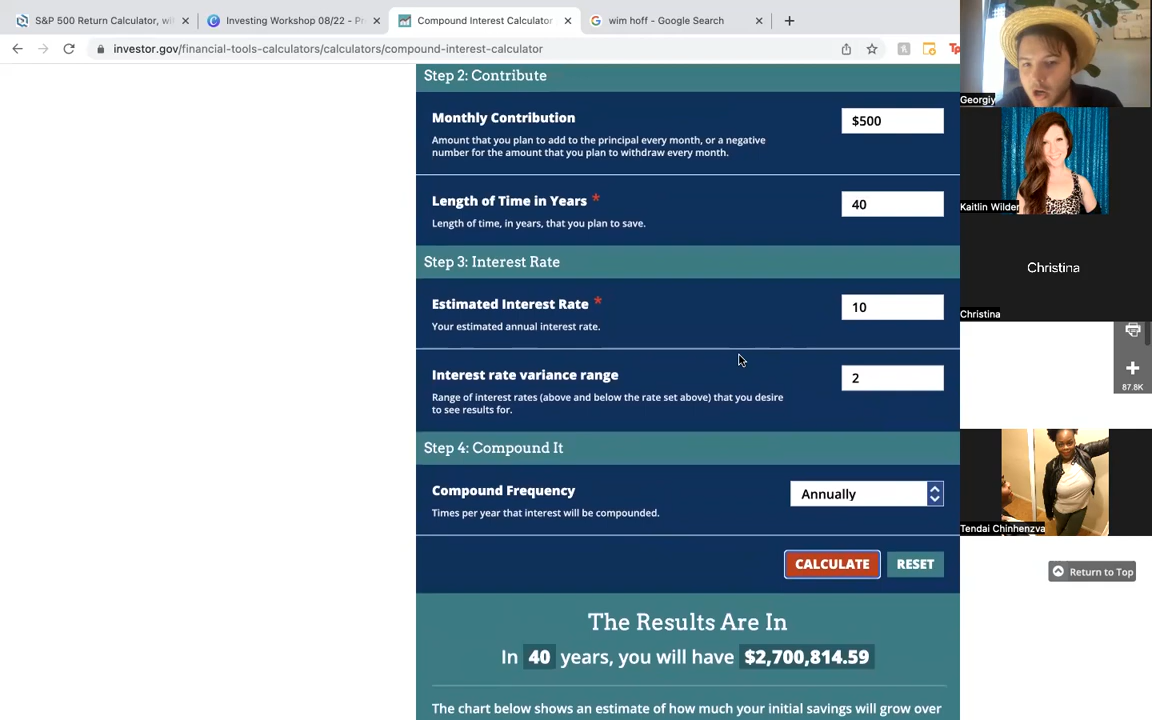 S&P 500 Return Calculator, wi
Investing Workshop 08/22 - Pr
Compound Interest Calculator
wim hoff - Google Search
investor.gov/financial-tools-calculators/calculators/compound-interest-calculator
Step 2: Contribute
Monthly Contribution
$500
Amount that you plan to add to the principal every month, or a negative
number for the amount that you plan to withdraw every month.
Length of Time in Years *
40
Length of time, in years, that you plan to save.
Step 3: Interest Rate
Estimated Interest Rate *
10
Your estimated annual interest rate.
Interest rate variance range
2
Range of interest rates (above and below the rate set above) that you desire
to see results for.
Step 4: Compound It
Compound Frequency
Annually
Times per year that interest will be compounded.
CALCULATE
RESET
The Results Are In
In 40 years, you will have $2,700,814.59
The chart below shows an estimate of how much your initial savings will grow over
Georgiy
Kaitlin Wilder
Christina
Christina
87.8K
Tendai Chinhenzva
Return to Top